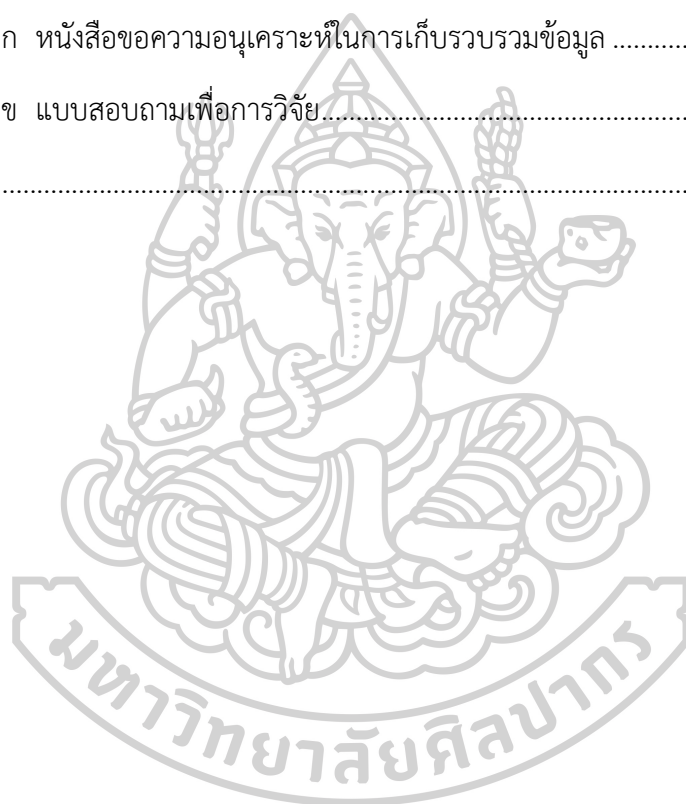 ก หนังสือขอความอนุเคราะห์ในการเก็บรวบรวมข้อมูล ...........
ข แบบสอบถามเพื่อการวิจัย................................................................
....................................................................................................................
มหาวิทยาลัยศิลปากร